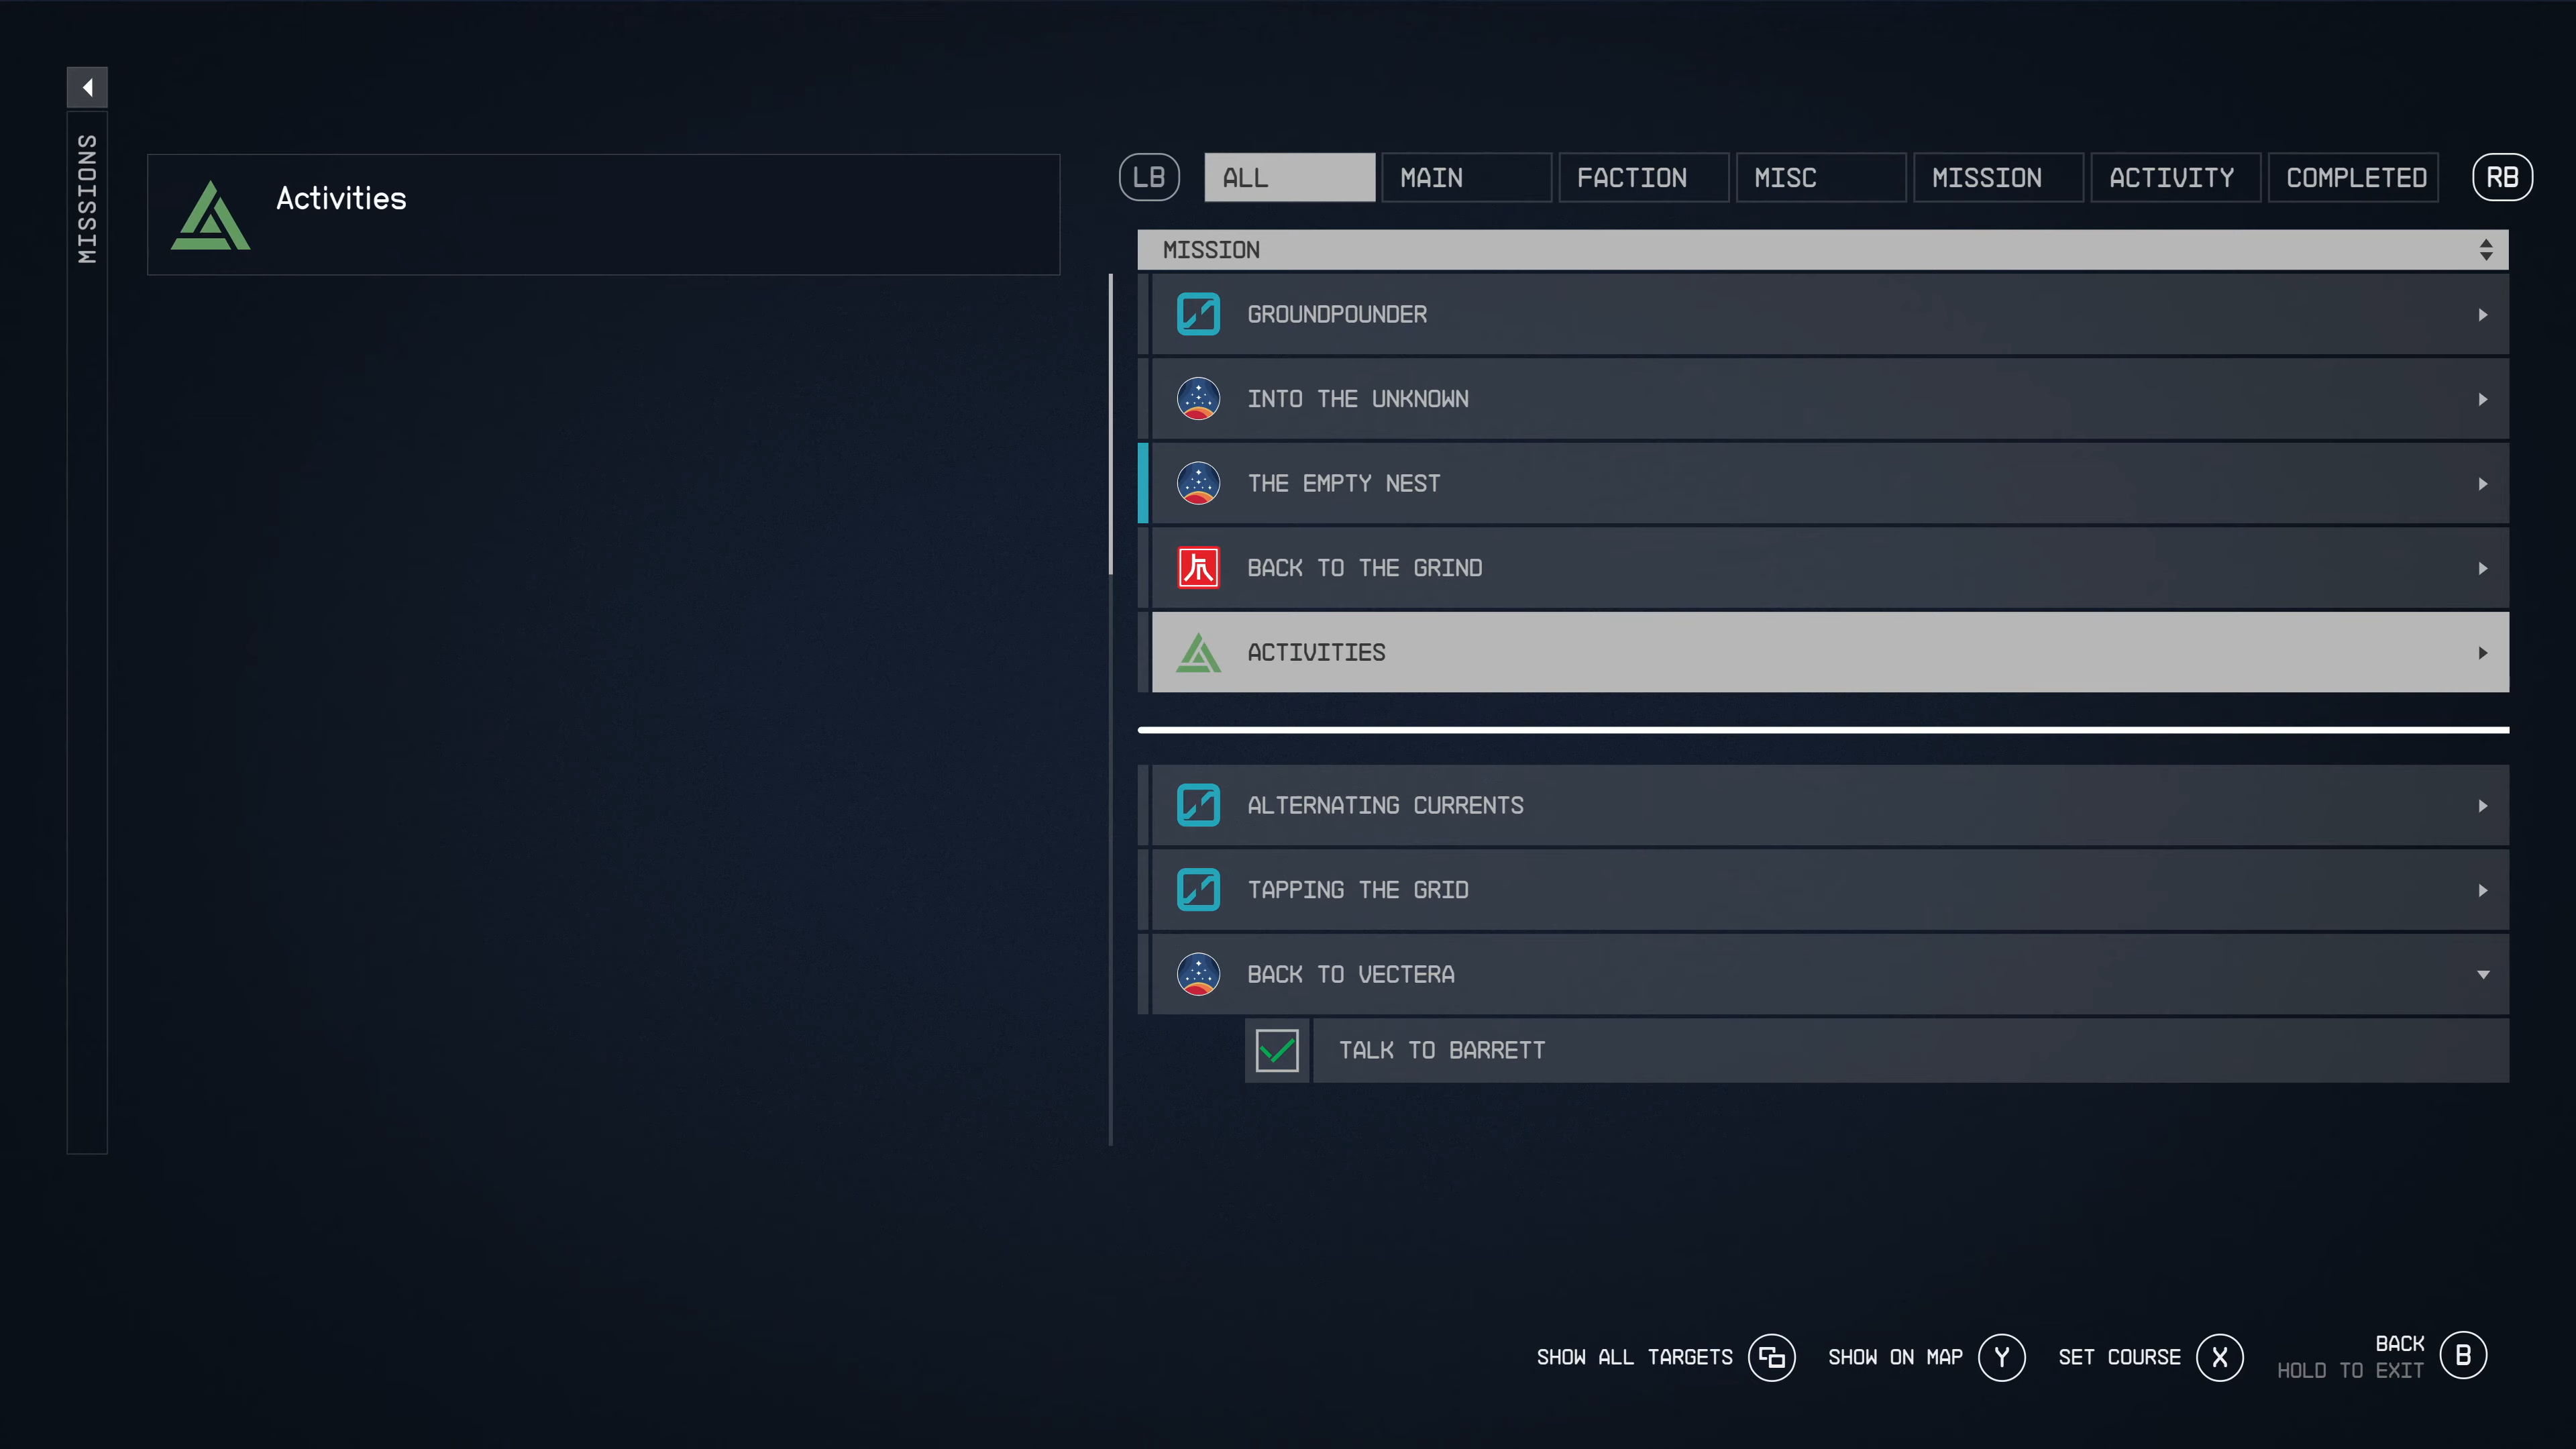 MISSIONS
Activities
LB
ALL
MAIN
FACTION
MISC
MISSION
ACTIVITY
COMPLETED
RB
MISSION
GROUNDPOUNDER
INTO THE UNKNOWN
THE EMPTY NEST
BACK TO THE GRIND
ACTIVITIES
ALTERNATING CURRENTS
TAPPING THE GRID
BACK TO VECTERA
TALK TO BARRETT
SHOW ALL TARGETS
SHOW ON MAP Y
SET COURSE X
BACK B
HOLD TO EXIT